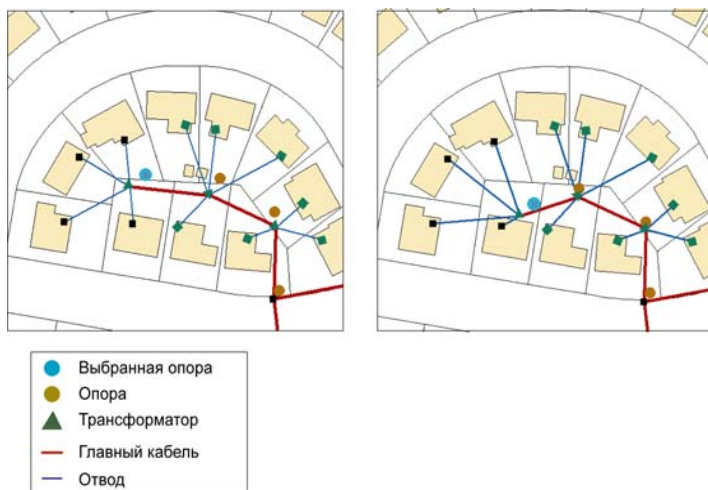 Выбранная опора
Опора
Трансформатор
Главный кабель
Отвод